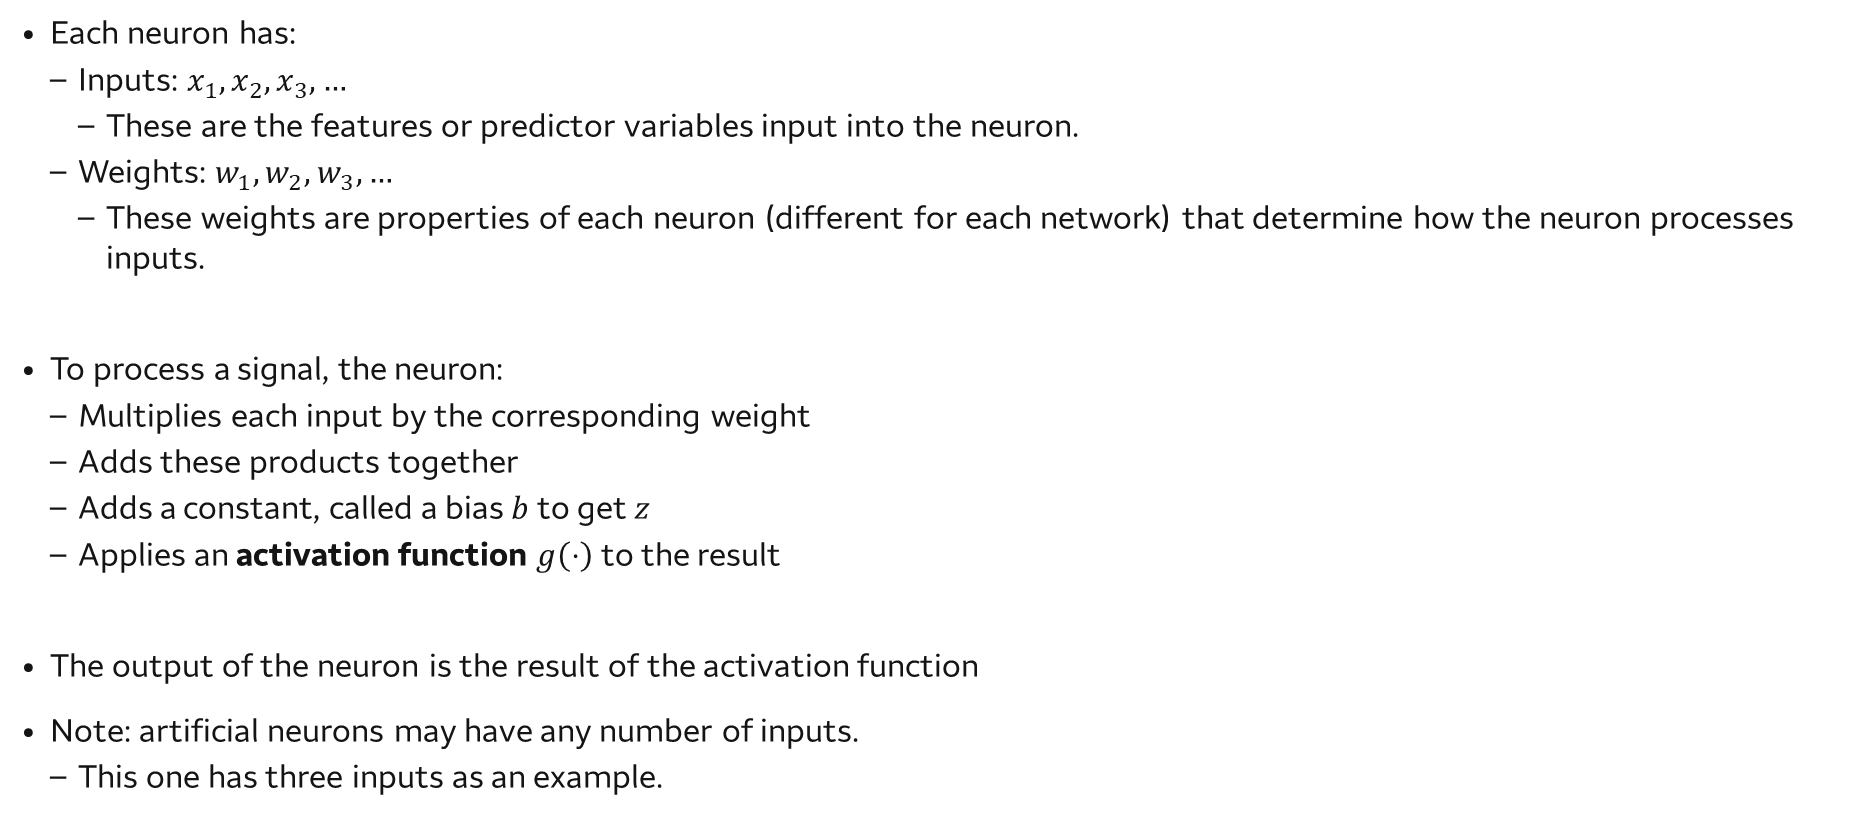 • Each neuron has:
– Inputs: x₁, x₂, x₃, ...
– These are the features or predictor variables input into the neuron.
– Weights: w₁, w₂, w₃, ...
– These weights are properties of each neuron (different for each network) that determine how the neuron processes
inputs.
• To process a signal, the neuron:
– Multiplies each input by the corresponding weight
– Adds these products together
– Adds a constant, called a bias b to get z
– Applies an activation function g(·) to the result
• The output of the neuron is the result of the activation function
• Note: artificial neurons may have any number of inputs.
– This one has three inputs as an example.